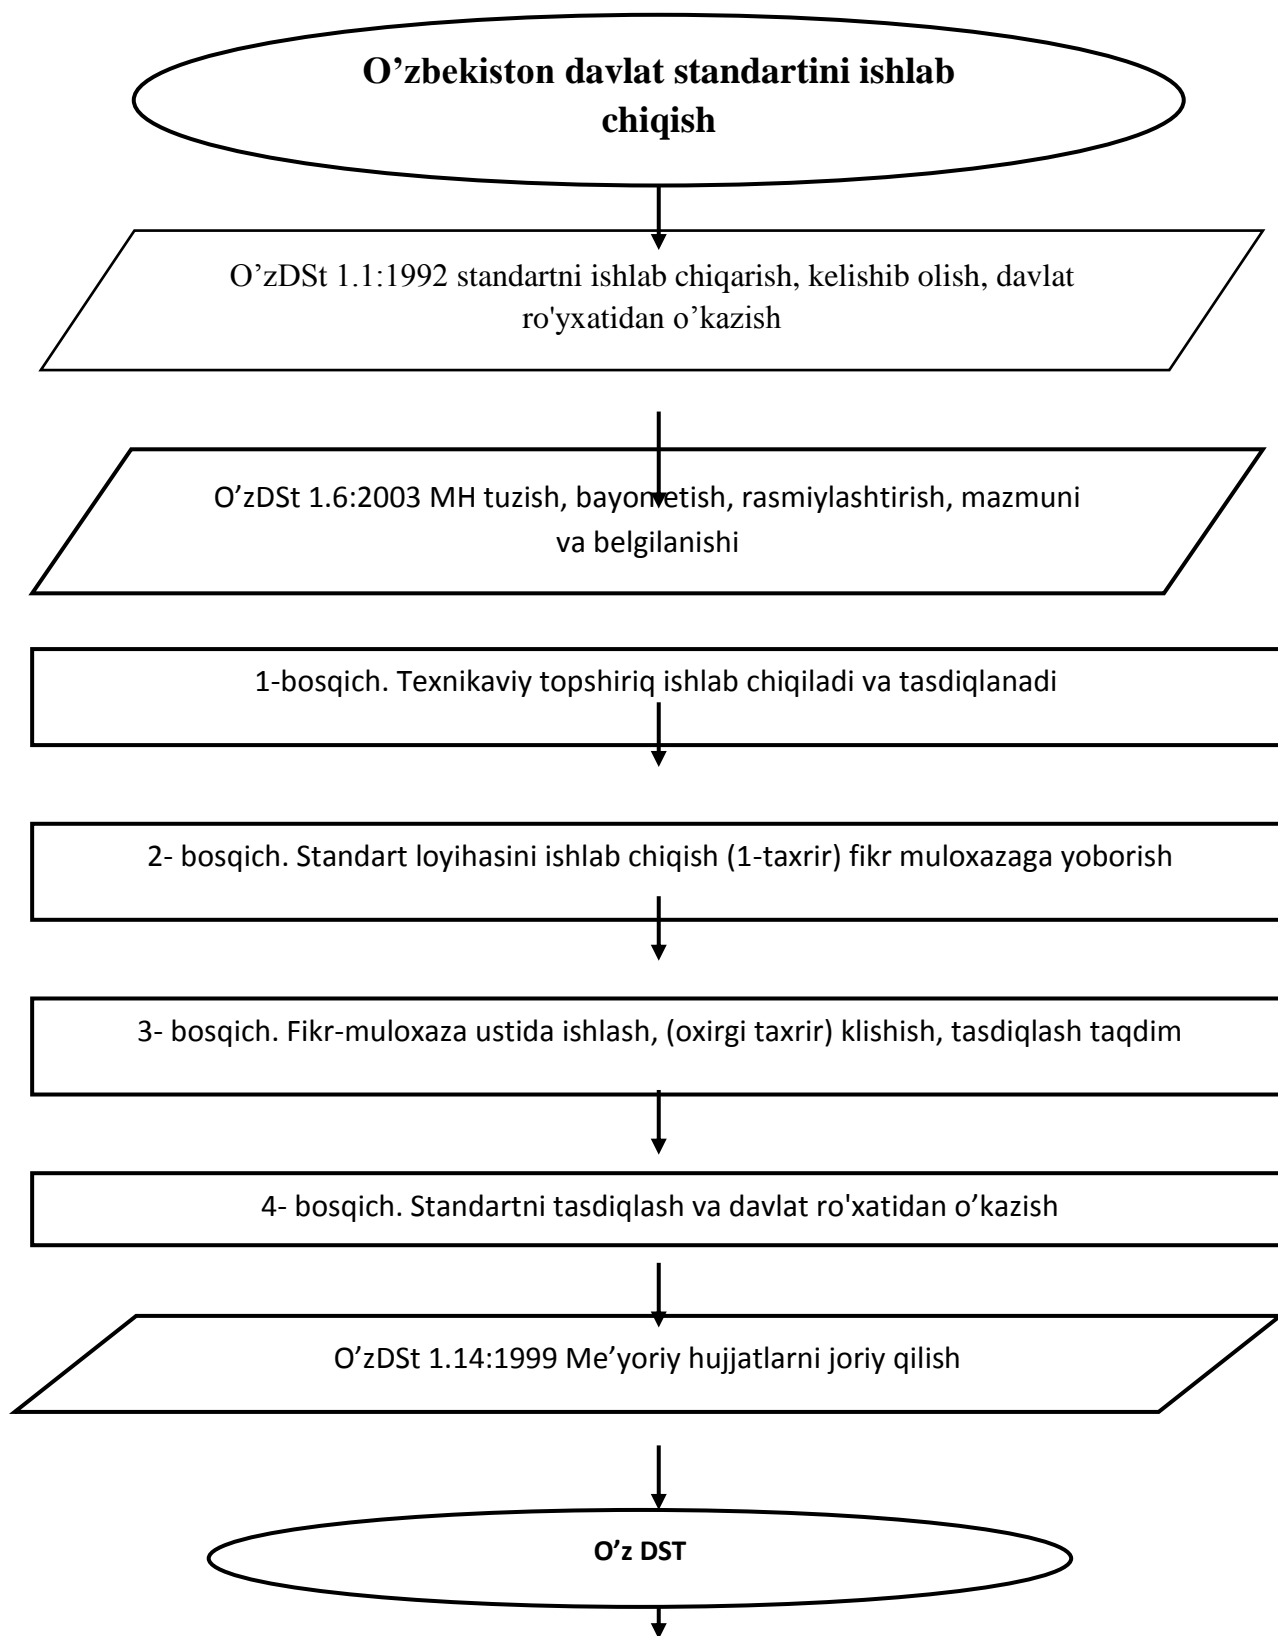 O’zbekiston davlat standartini ishlab
chiqish
O’zDSt 1.1:1992 standartni ishlab chiqarish, kelishib olish, davlat
ro'yxatidan o’kazish
O’zDSt 1.6:2003 MH tuzish, bayon etish, rasmiylashtirish, mazmuni
va belgilanishi
1-bosqich. Texnikaviy topshiriq ishlab chiqiladi va tasdiqlanadi
2- bosqich. Standart loyihasini ishlab chiqish (1-taxrir) fikr muloxazaga yoborish
3- bosqich. Fikr-muloxaza ustida ishlash, (oxirgi taxrir) klishish, tasdiqlash taqdim
4- bosqich. Standartni tasdiqlash va davlat ro'xatidan o’kazish
O’zDSt 1.14:1999 Me’yoriy hujjatlarni joriy qilish
O’z DST